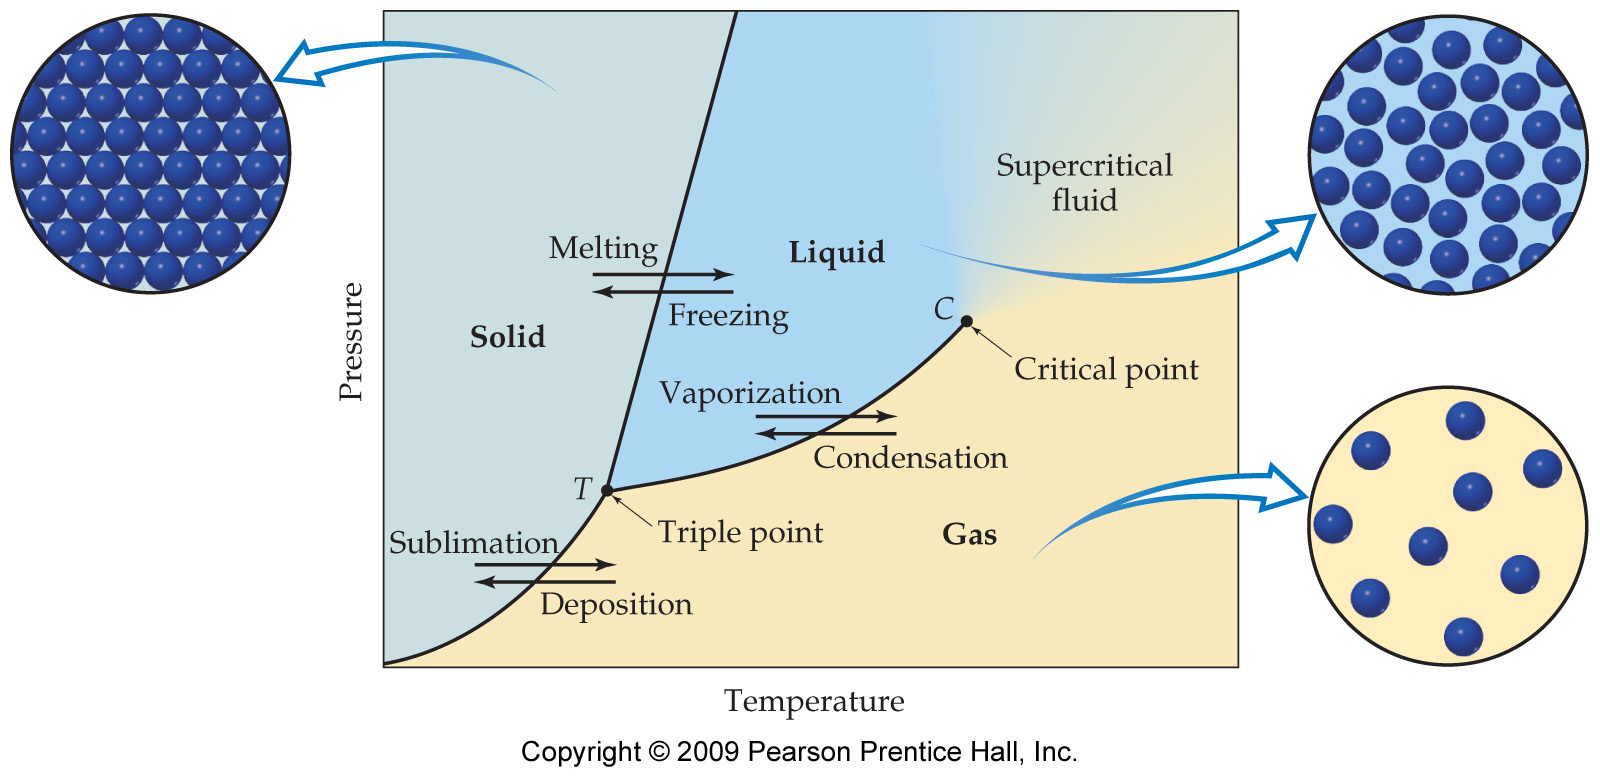 Supercritical
fluid
Melting
Liquid
Freezing
C
Solid
Pressure
Critical point
Vaporization
Condensation
T
Triple point
Gas
Sublimation
Deposition
Temperature
Copyright © 2009 Pearson Prentice Hall, Inc.